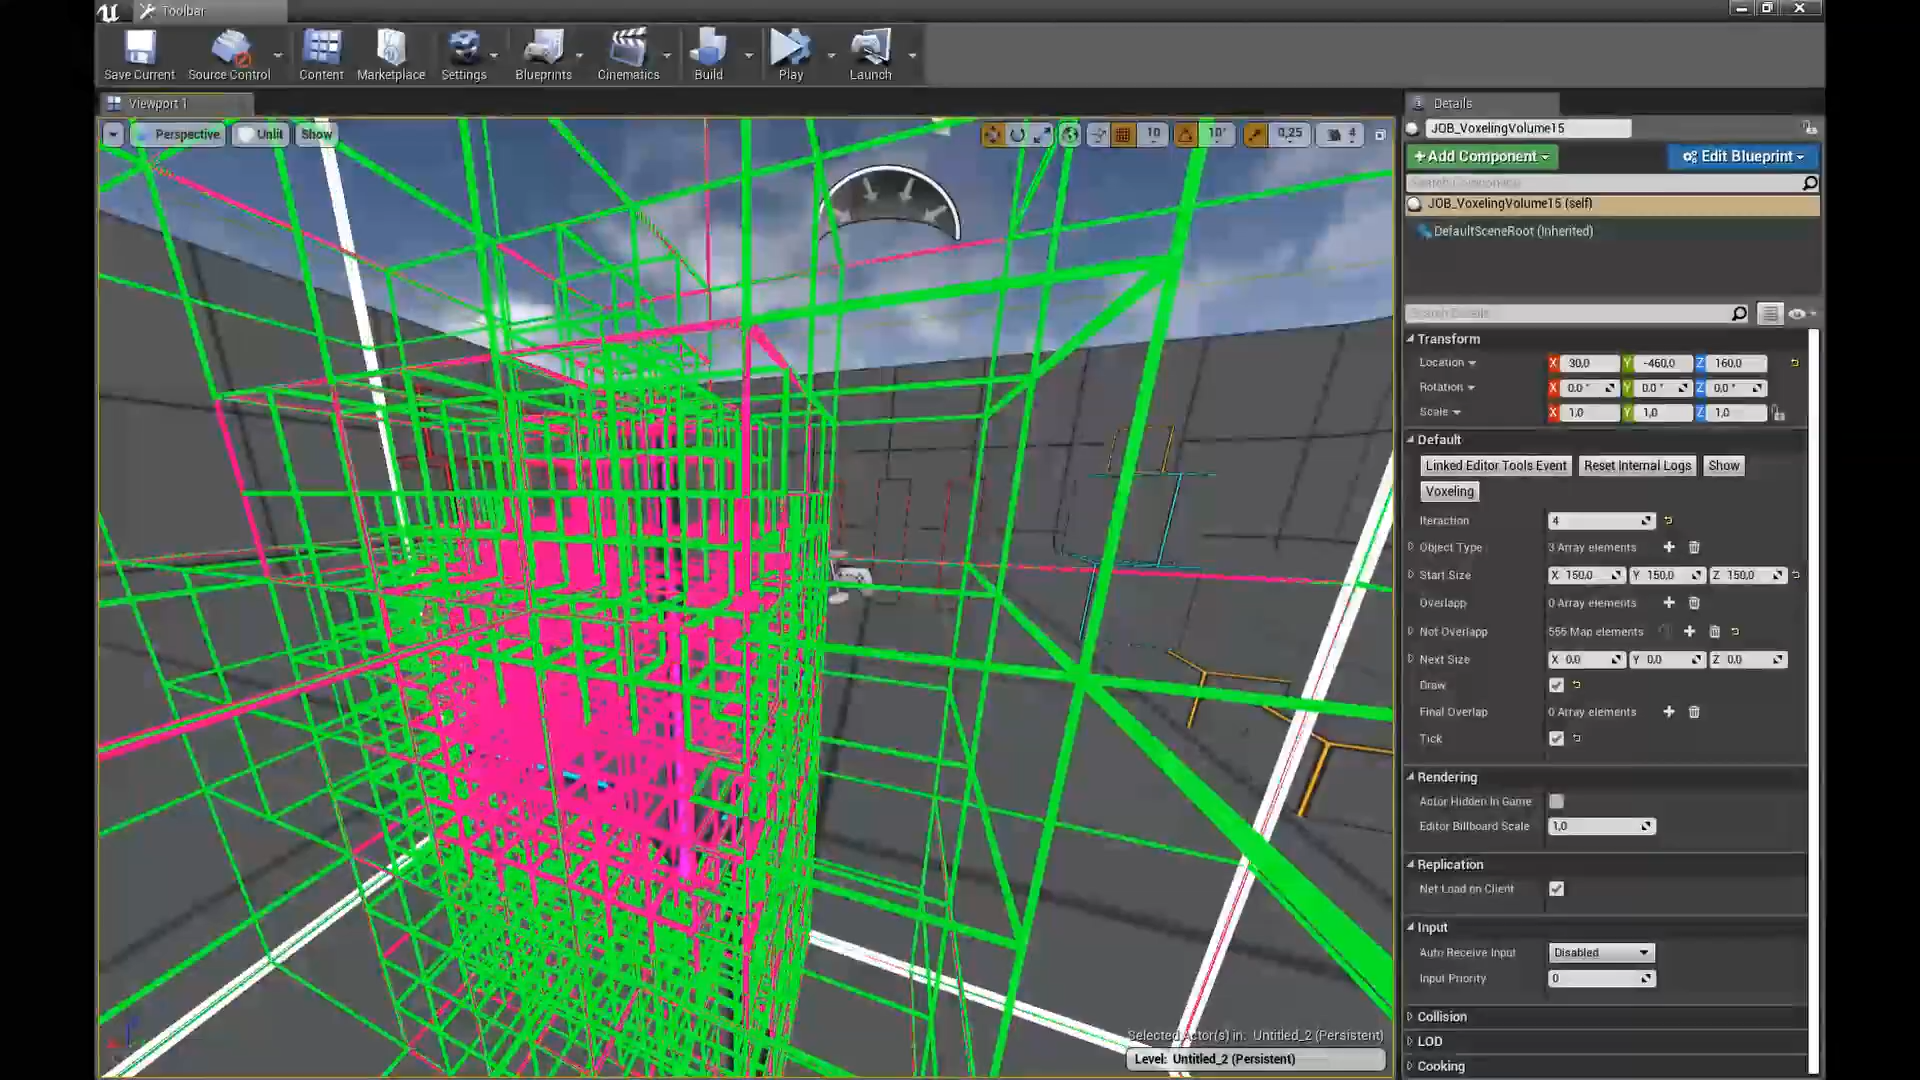 Toolbar
Save Current
Source Control
Content
Marketplace
Settings
Blueprints
Cinematics
Build
Play
Launch
Viewport 1
Perspective
Unlit
Show
10
10°
0,25
4
Details
JOB_VoxelingVolume15
+Add Component
Edit Blueprint
Search Components
JOB_VoxelingVolume15 (self)
DefaultSceneRoot (Inherited)
Search Details
Transform
Location X 30,0 Y -460,0 Z 160,0
Rotation X 0,0 ° Y 0,0 ° Z 0,0 °
Scale X 1,0 Y 1,0 Z 1,0
Default
Linked Editor Tools Event Reset Internal Logs Show
Voxeling
Iteraction 4
Object Type 3 Array elements
Start Size X 150,0 Y 150,0 Z 150,0
Overlapp 0 Array elements
Not Overlapp 556 Map elements
Next Size X 0,0 Y 0,0 Z 0,0
Draw
Final Overlap 0 Array elements
Tick
Rendering
Actor Hidden In Game
Editor Billboard Scale 1,0
Replication
Net Load on Client
Input
Auto Receive Input Disabled
Input Priority 0
Collision
LOD
Cooking
Selected Actor(s) in: Untitled_2 (Persistent)
Level: Untitled_2 (Persistent)